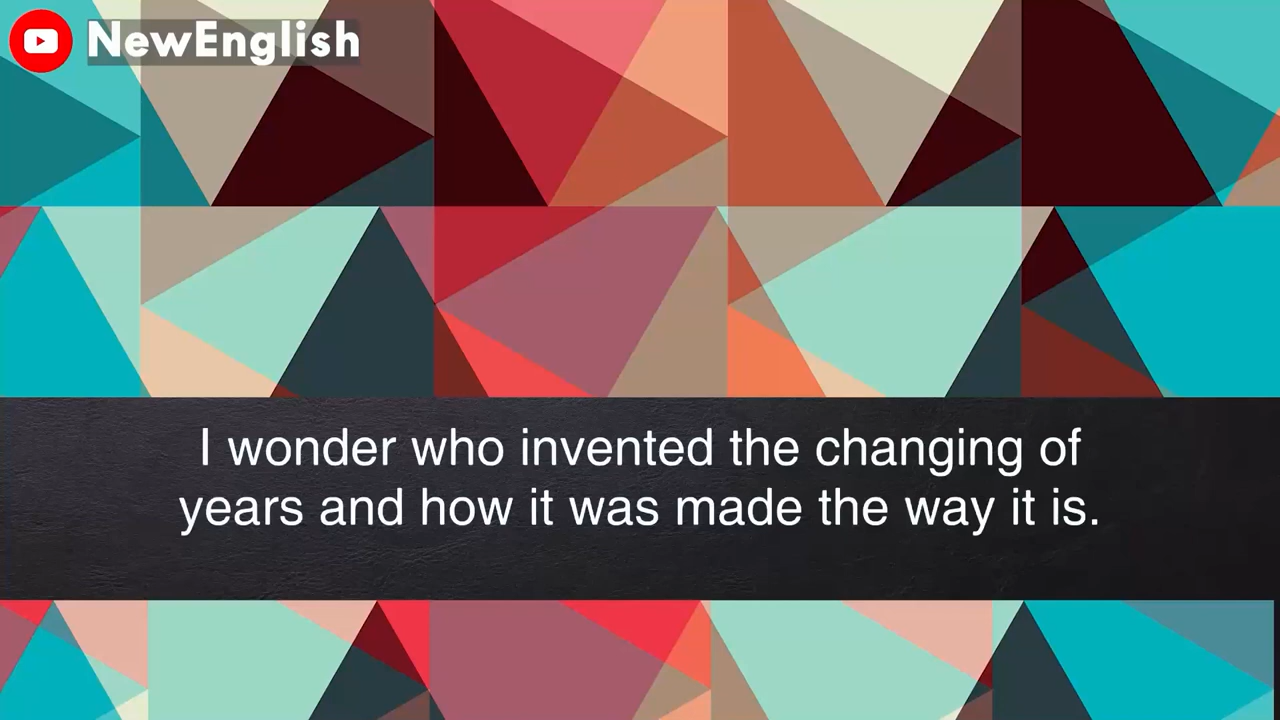 NewEnglish
I wonder who invented the changing of
years and how it was made the way it is.